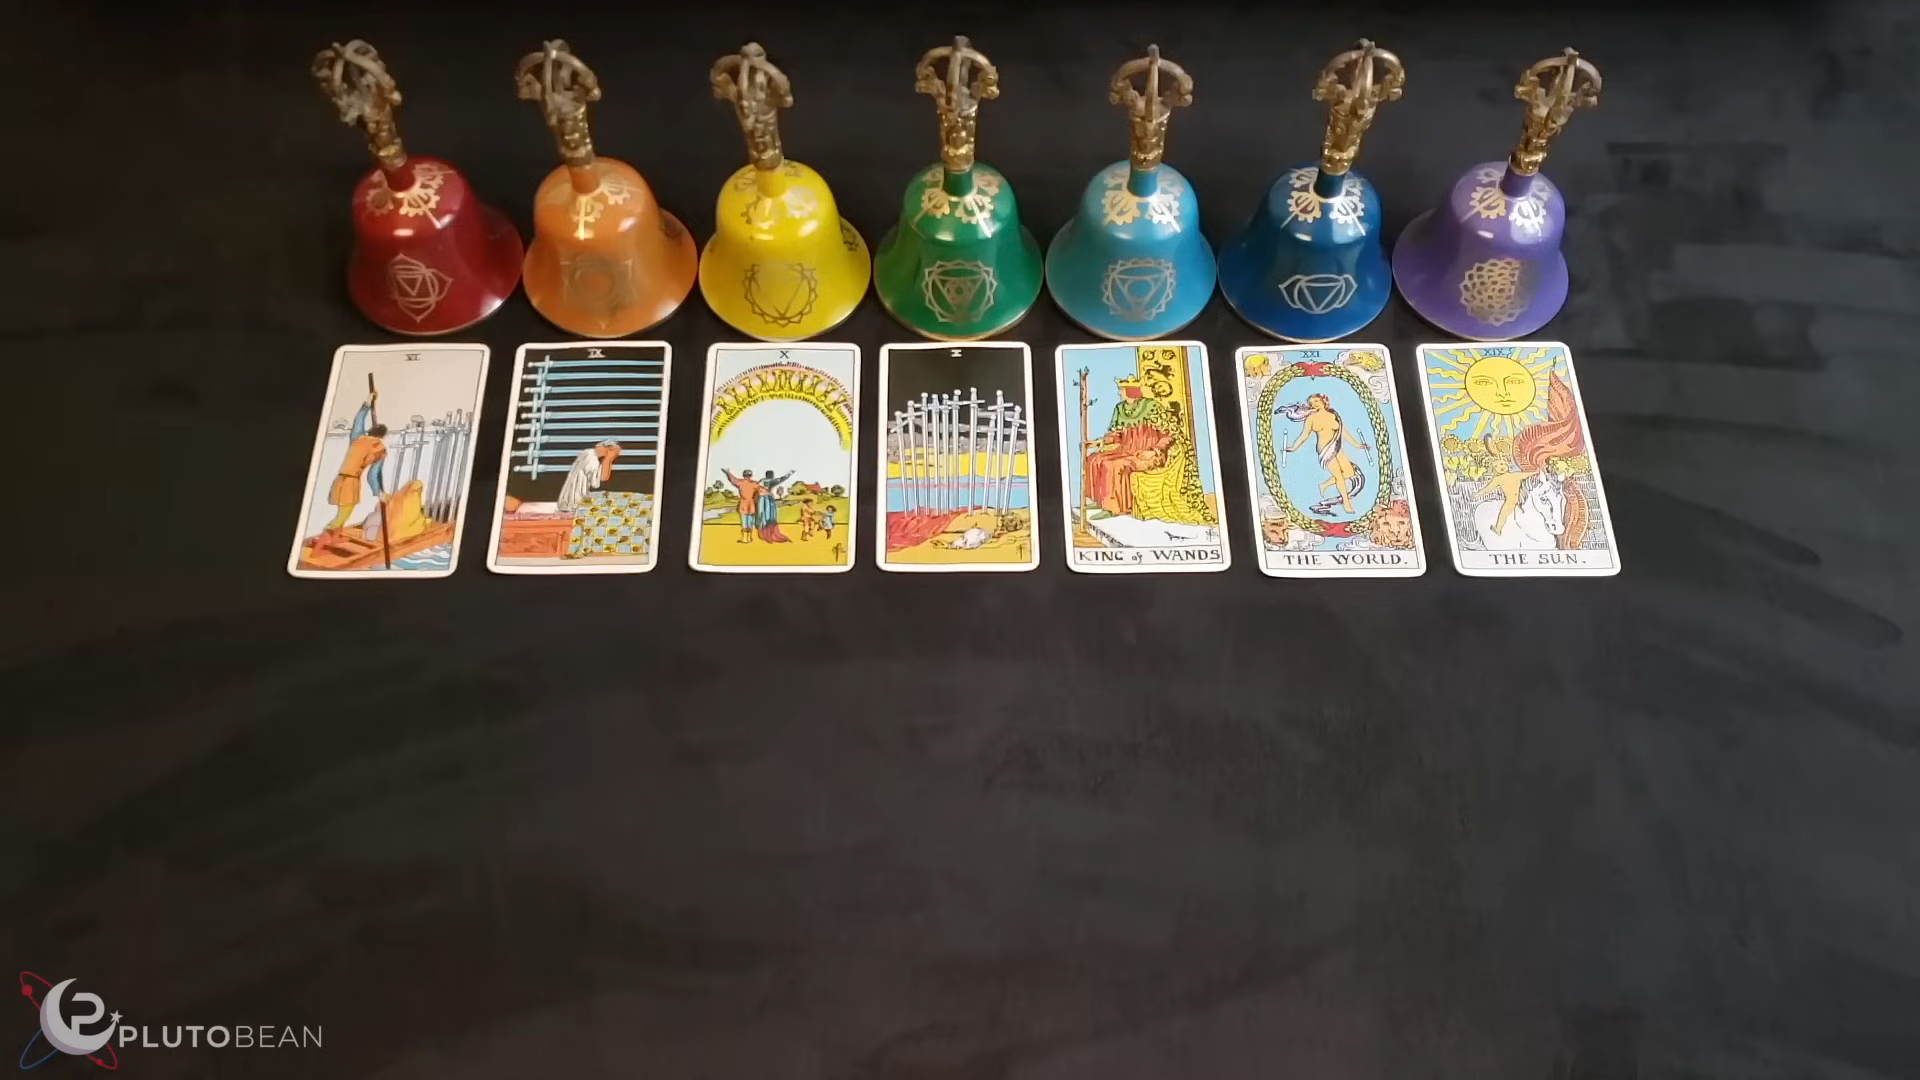 VI
IX
X
X
XXI
XIX
KING of WANDS
THE WORLD.
THE SUN.
PLUTOBEAN